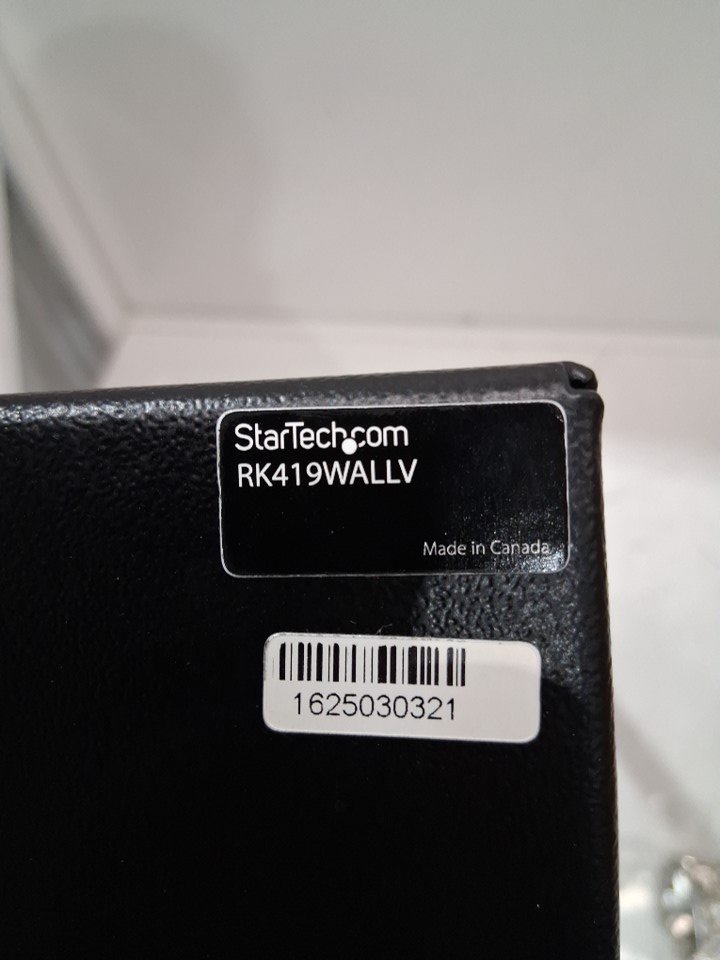 StarTech.com
RK419WALLV
Made in Canada
1625030321